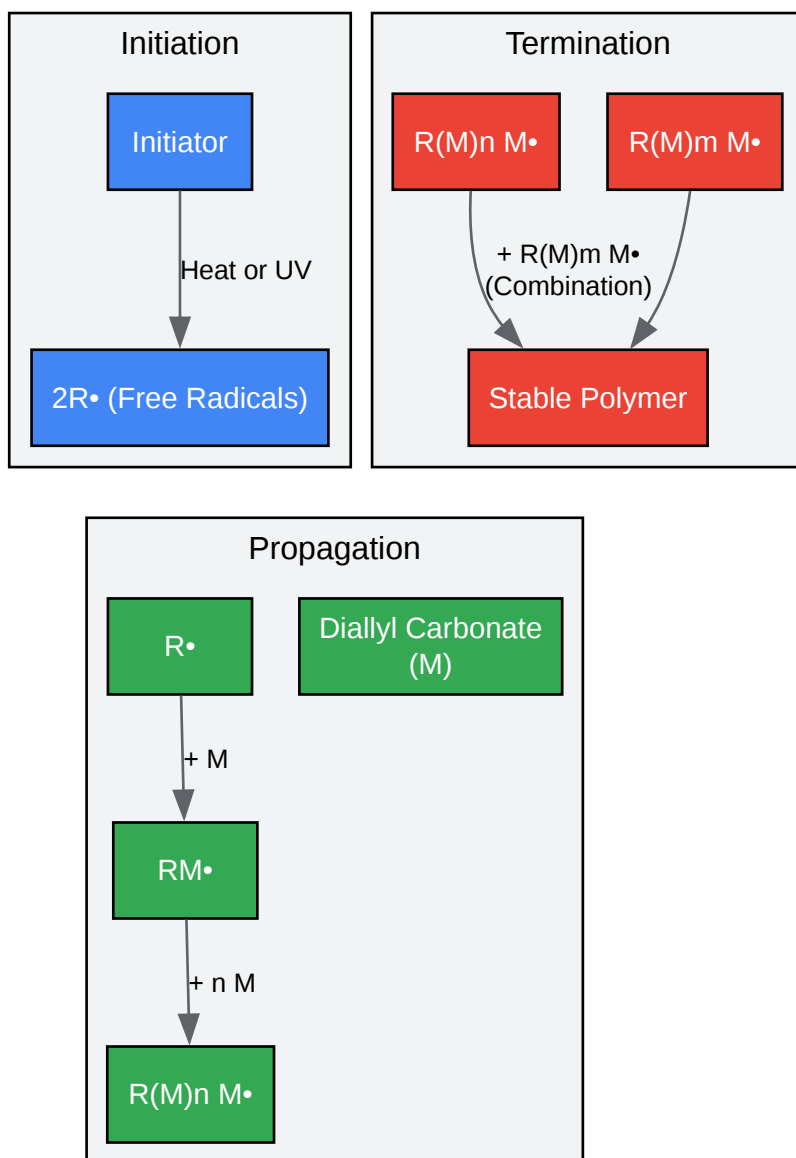 Initiation
Initiator
Heat or UV
2R• (Free Radicals)
Termination
R(M)n M•
R(M)m M•
+ R(M)m M•
(Combination)
Stable Polymer
Propagation
R•
Diallyl Carbonate
(M)
+ M
RM•
+ n M
R(M)n M•